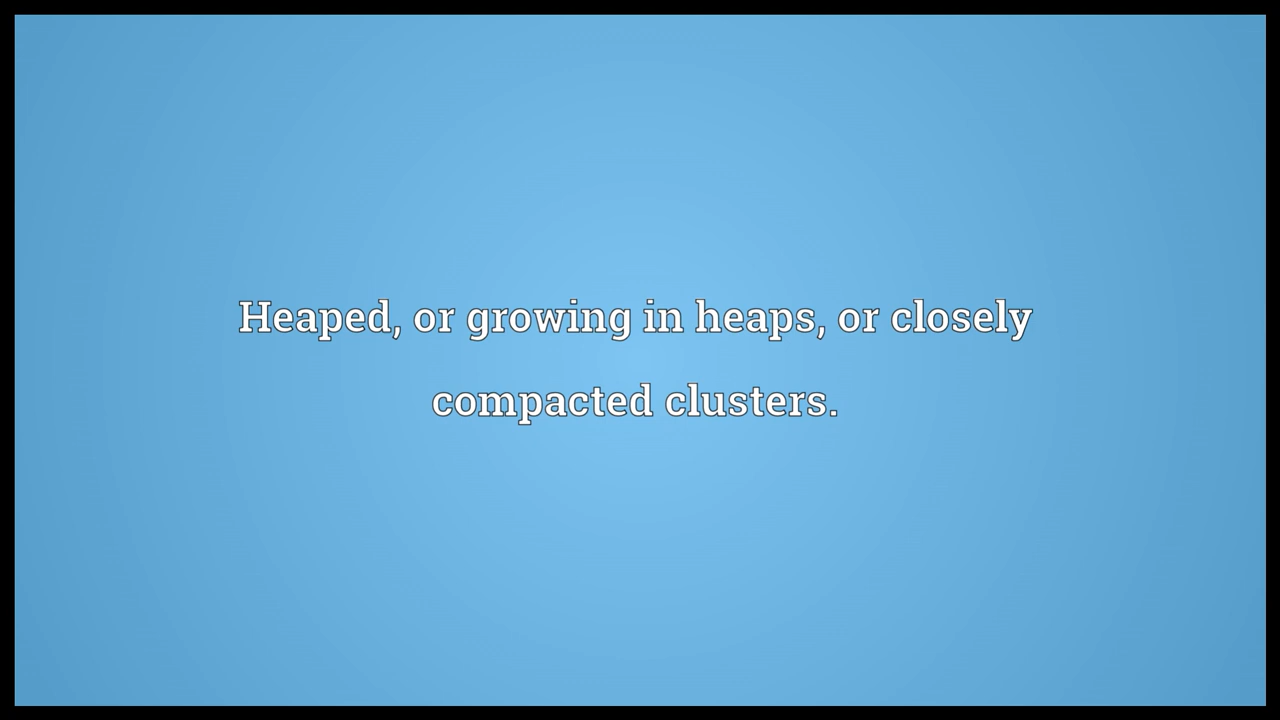 Heaped, or growing in heaps, or closely
compacted clusters.